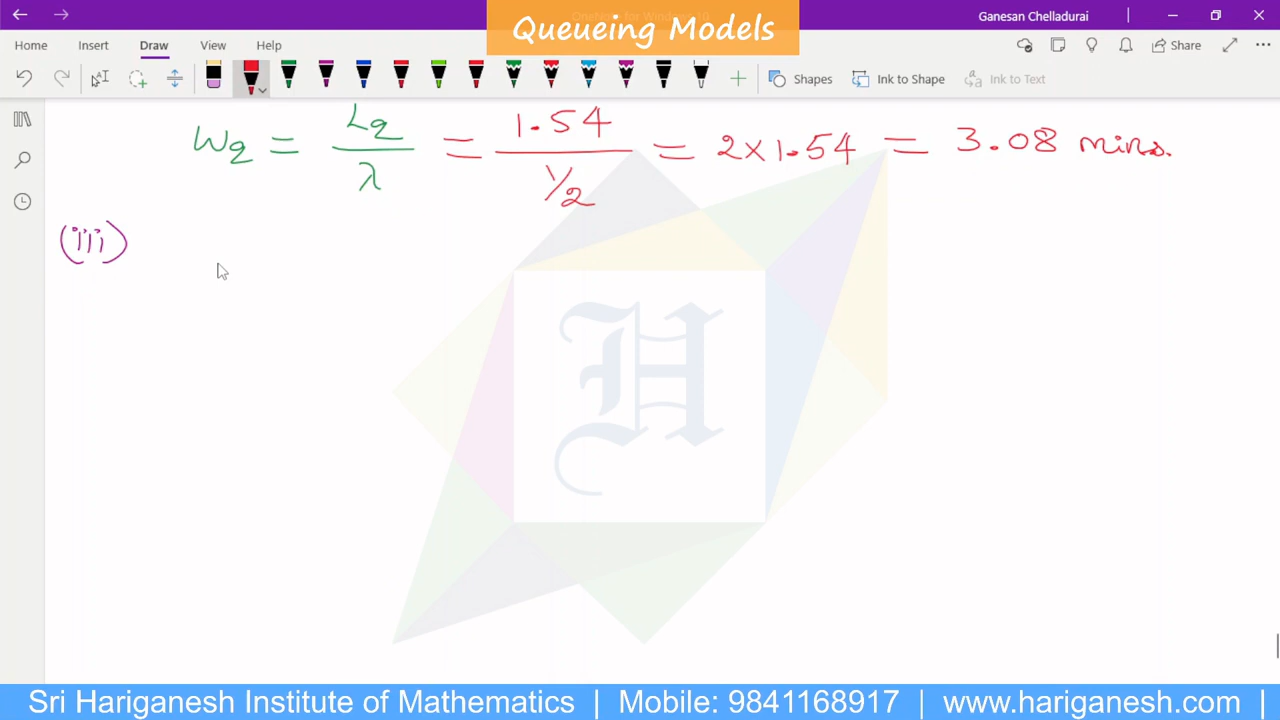 Queueing Models
Ganesan Chelladurai
Home Insert Draw View Help
Share
Shapes Ink to Shape Ink to Text
Wq = Lq / λ = 1.54 / ½ = 2 × 1.54 = 3.08 mins.
(iii)
H
Sri Hariganesh Institute of Mathematics | Mobile: 9841168917 | www.hariganesh.com |